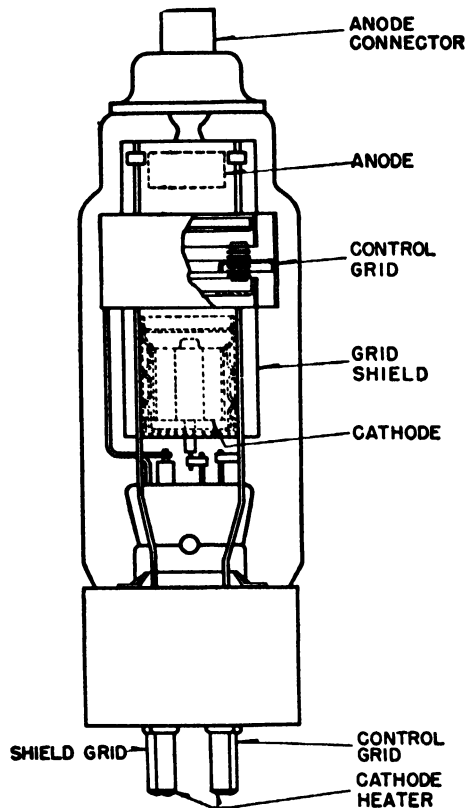 ANODE
CONNECTOR
ANODE
CONTROL
GRID
GRID
SHIELD
CATHODE
SHIELD GRID
CONTROL
GRID
CATHODE
HEATER